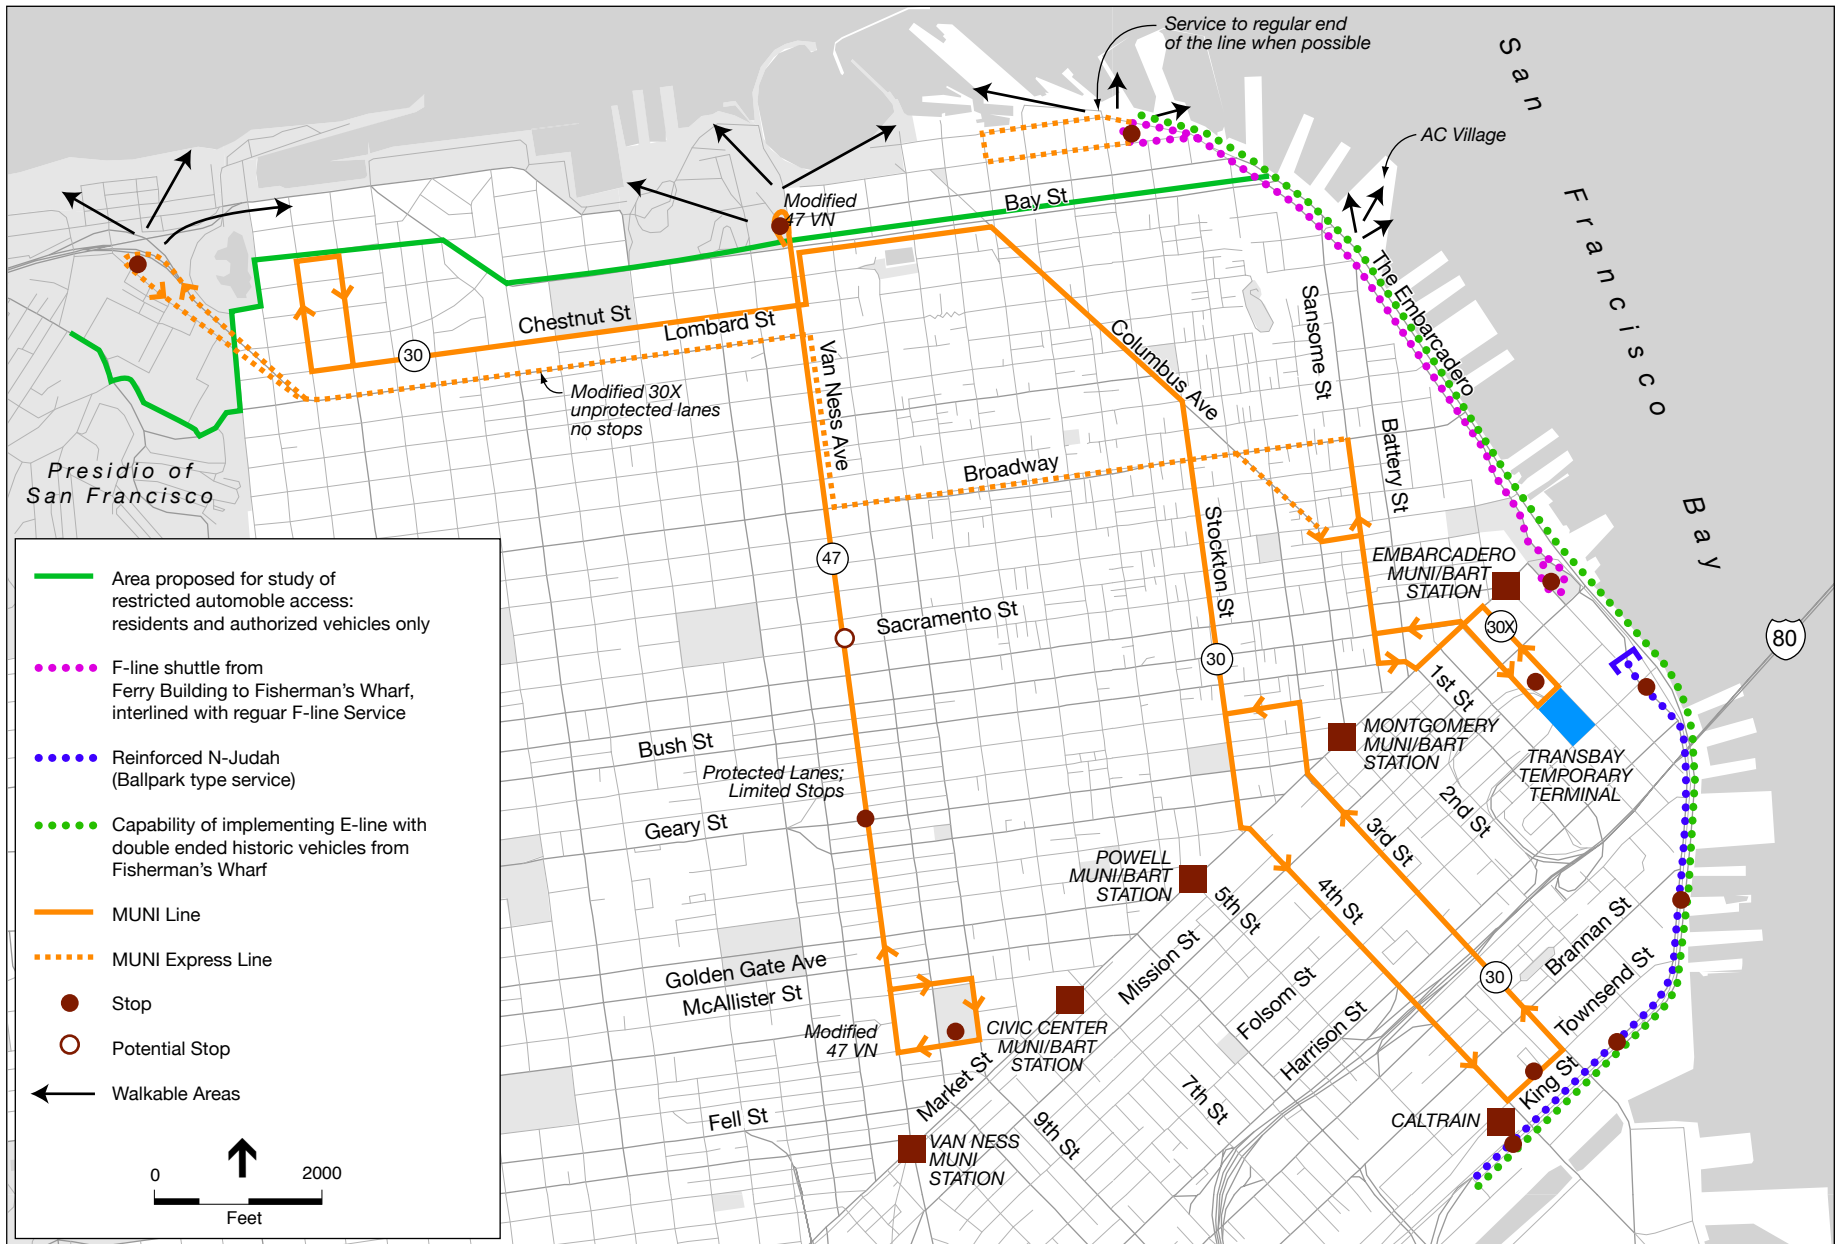 Service to regular end
of the line when possible
San Francisco Bay
AC Village
Modified
47 VN
Bay St
The Embarcadero
Chestnut St
Lombard St
30
Modified 30X
unprotected lanes
no stops
Van Ness Ave
Columbus Ave
Sansome St
Battery St
Broadway
Presidio of
San Francisco
47
Stockton St
Sacramento St
30
EMBARCADERO
MUNI/BART
STATION
30X
80
1st St
MONTGOMERY
MUNI/BART
STATION
TRANSBAY
TEMPORARY
TERMINAL
2nd St
3rd St
4th St
Bush St
Protected Lanes;
Limited Stops
Geary St
POWELL
MUNI/BART
STATION
5th St
Mission St
Folsom St
Harrison St
Brannan St
Townsend St
30
King St
Golden Gate Ave
McAllister St
Modified
47 VN
CIVIC CENTER
MUNI/BART
STATION
Market St
7th St
9th St
Fell St
VAN NESS
MUNI
STATION
CALTRAIN
Area proposed for study of
restricted automoble access:
residents and authorized vehicles only
F-line shuttle from
Ferry Building to Fisherman's Wharf,
interlined with reguar F-line Service
Reinforced N-Judah
(Ballpark type service)
Capability of implementing E-line with
double ended historic vehicles from
Fisherman's Wharf
MUNI Line
MUNI Express Line
Stop
Potential Stop
Walkable Areas
0 2000
Feet